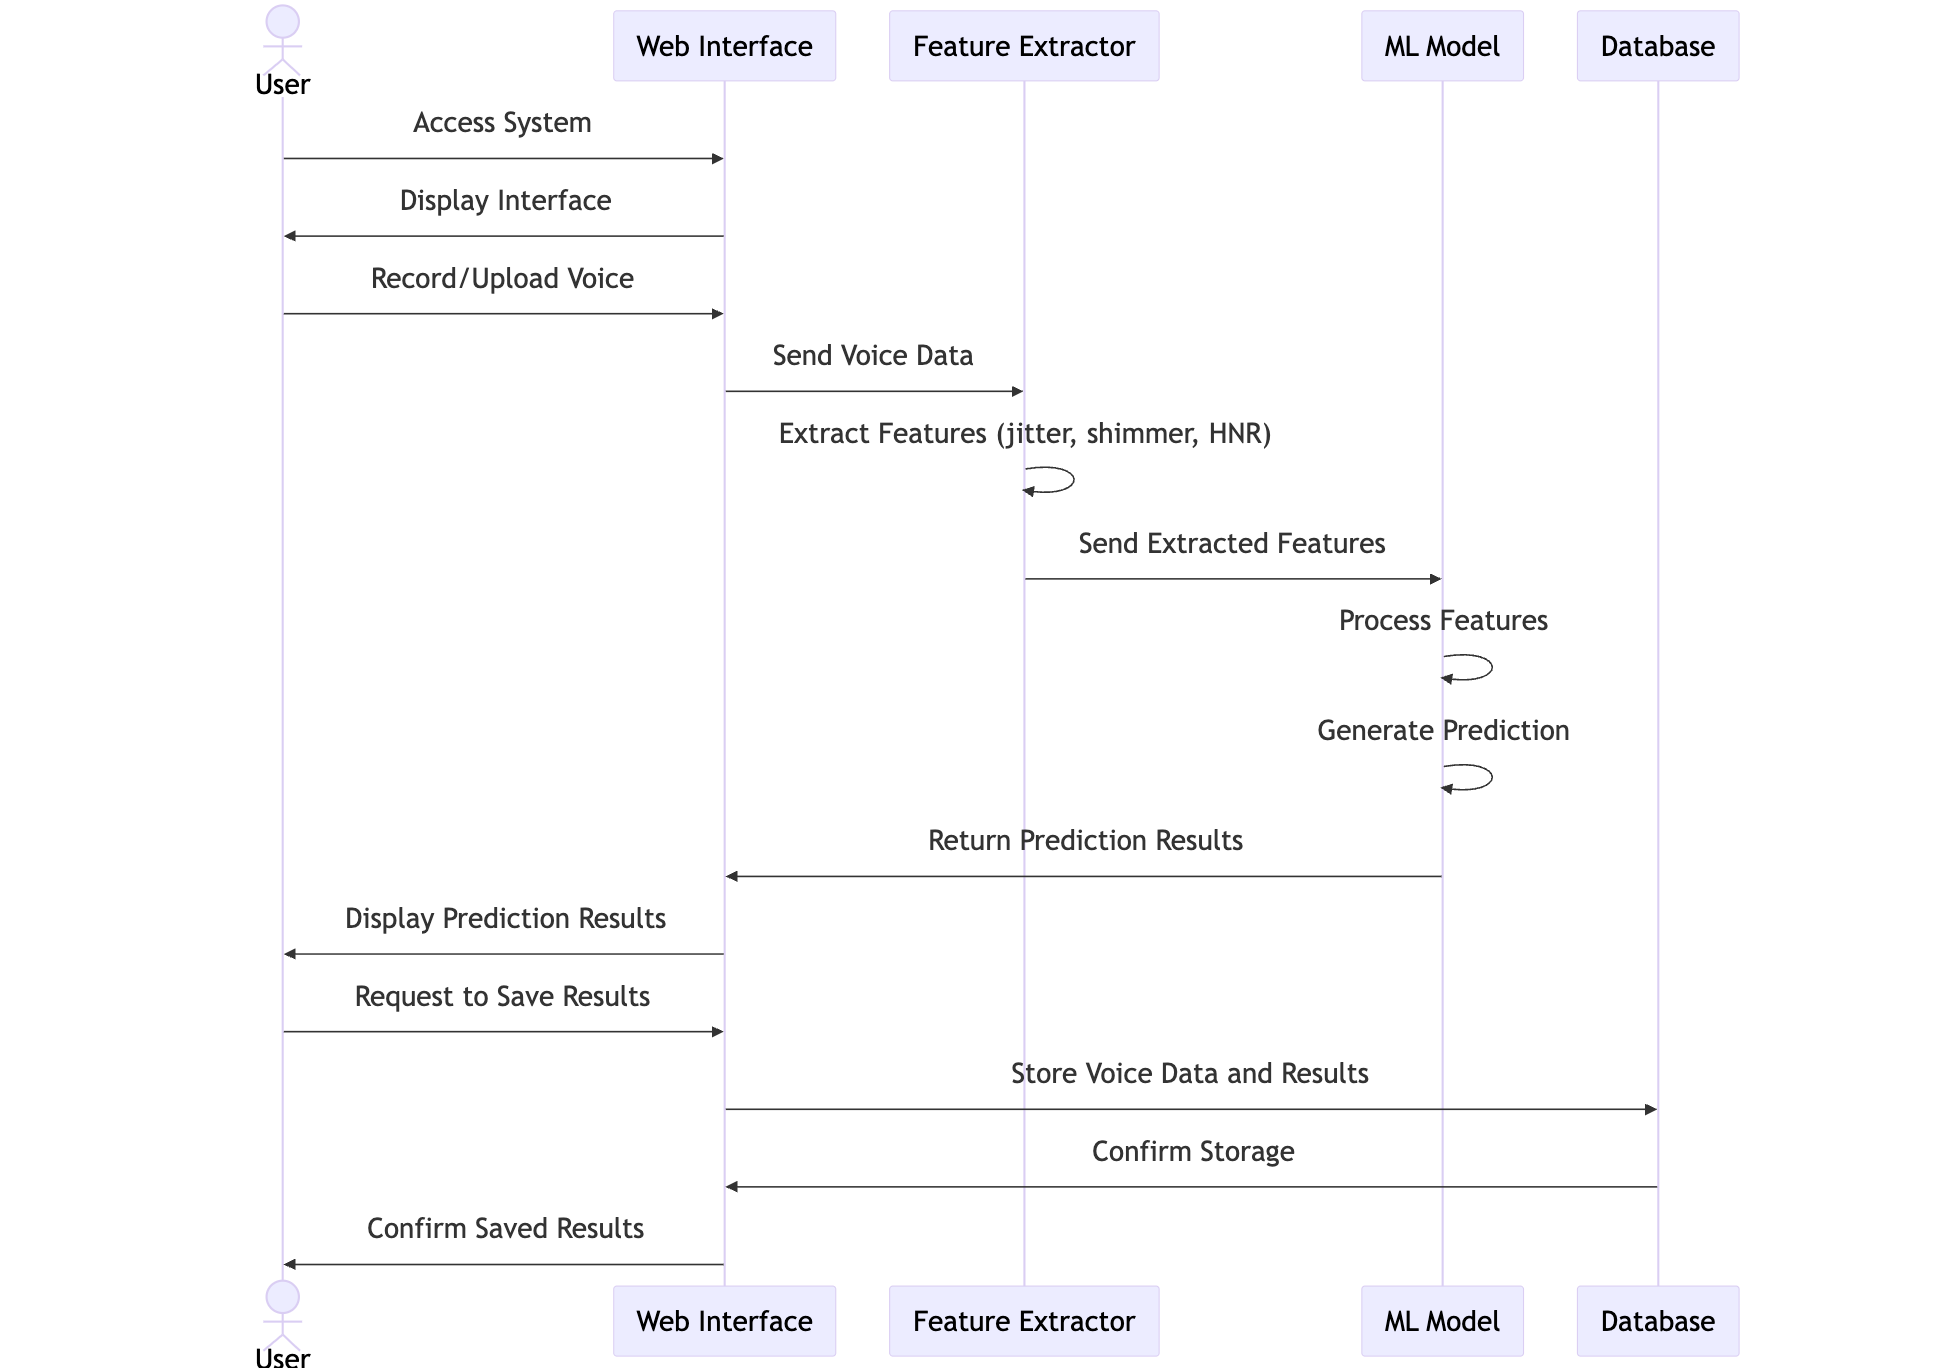 User
Web Interface
Feature Extractor
ML Model
Database
Access System
Display Interface
Record/Upload Voice
Send Voice Data
Extract Features (jitter, shimmer, HNR)
Send Extracted Features
Process Features
Generate Prediction
Return Prediction Results
Display Prediction Results
Request to Save Results
Store Voice Data and Results
Confirm Storage
Confirm Saved Results
User
Web Interface
Feature Extractor
ML Model
Database